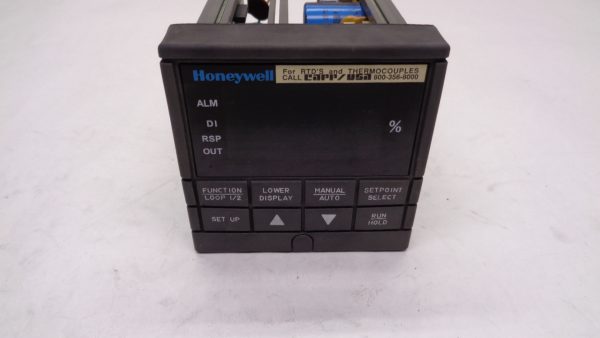 Honeywell
For RTD'S and THERMOCOUPLES
CALL Capp/usa 800-356-8000
ALM
DI
RSP
OUT
%
FUNCTION
LOOP 1/2
LOWER
DISPLAY
MANUAL
AUTO
SETPOINT
SELECT
SET UP
RUN
HOLD